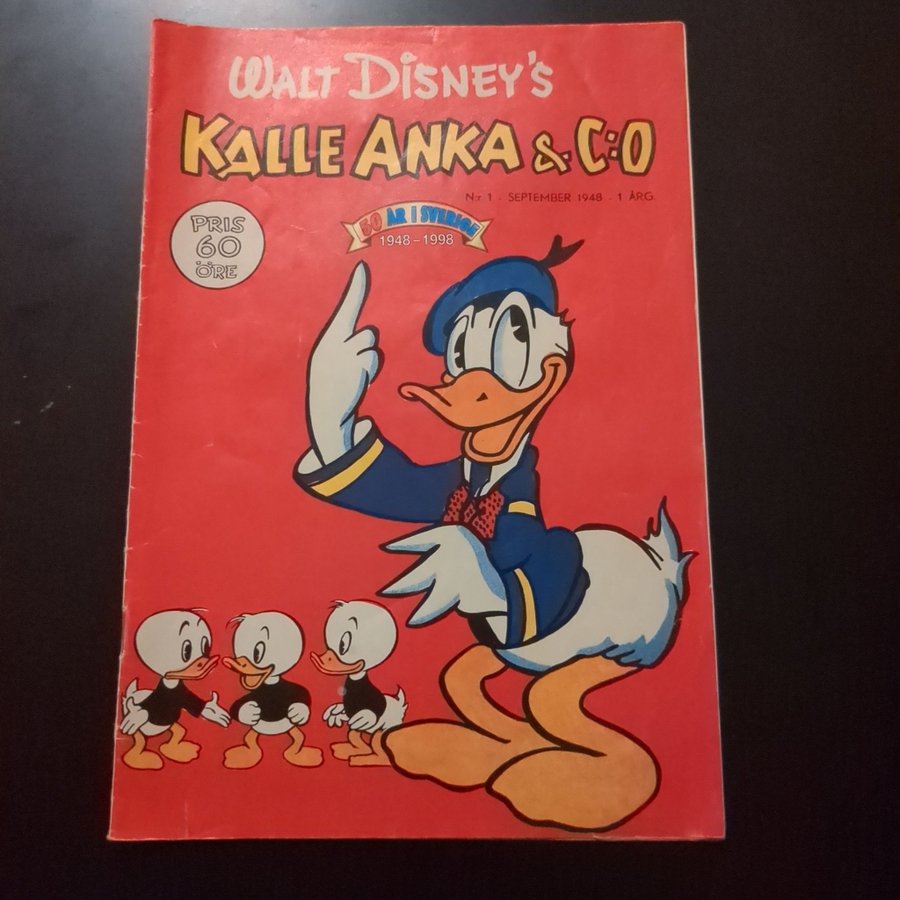 WALT DISNEY'S
KALLE ANKA & C:O
Nr 1 - SEPTEMBER 1948 - 1 ÅRG.
PRIS
60
ÖRE
50 ÅR I SVERIGE
1948-1998